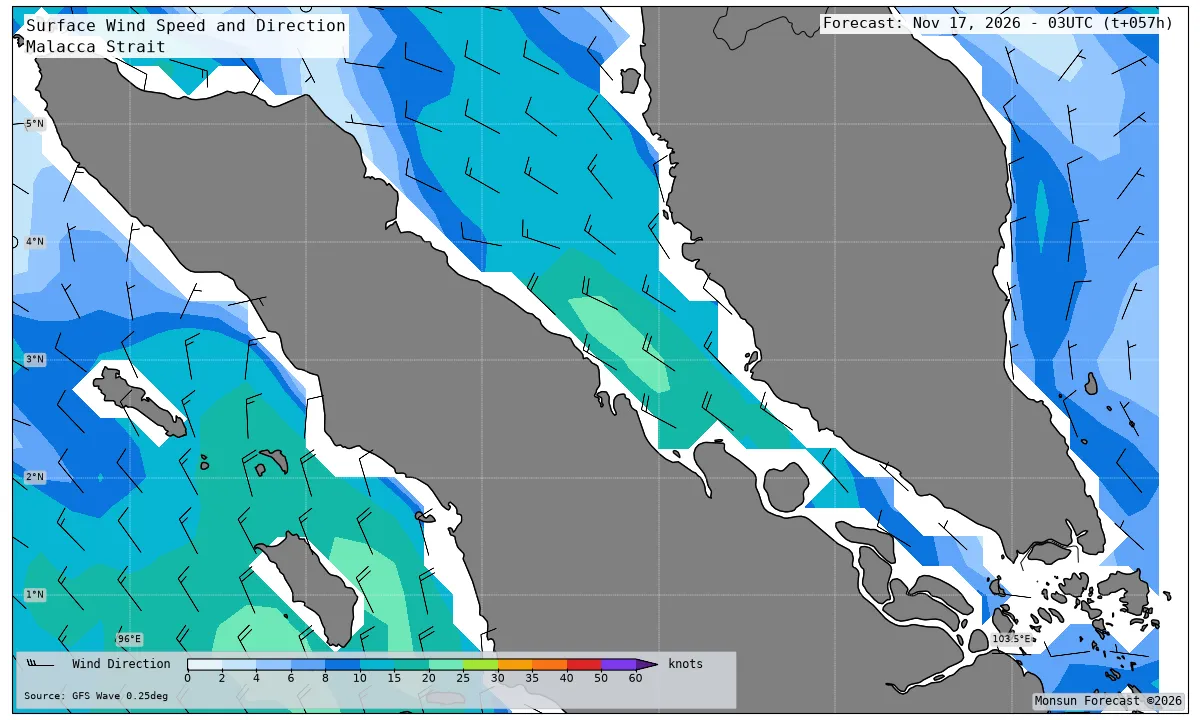 Surface Wind Speed and Direction
Malacca Strait
Forecast: Nov 17, 2026 - 03UTC (t+057h)
5°N
4°N
3°N
2°N
1°N
96°E
103.5°E
Wind Direction
knots
0 2 4 6 8 10 15 20 25 30 35 40 50 60
Source: GFS Wave 0.25deg
Monsun Forecast ©2026